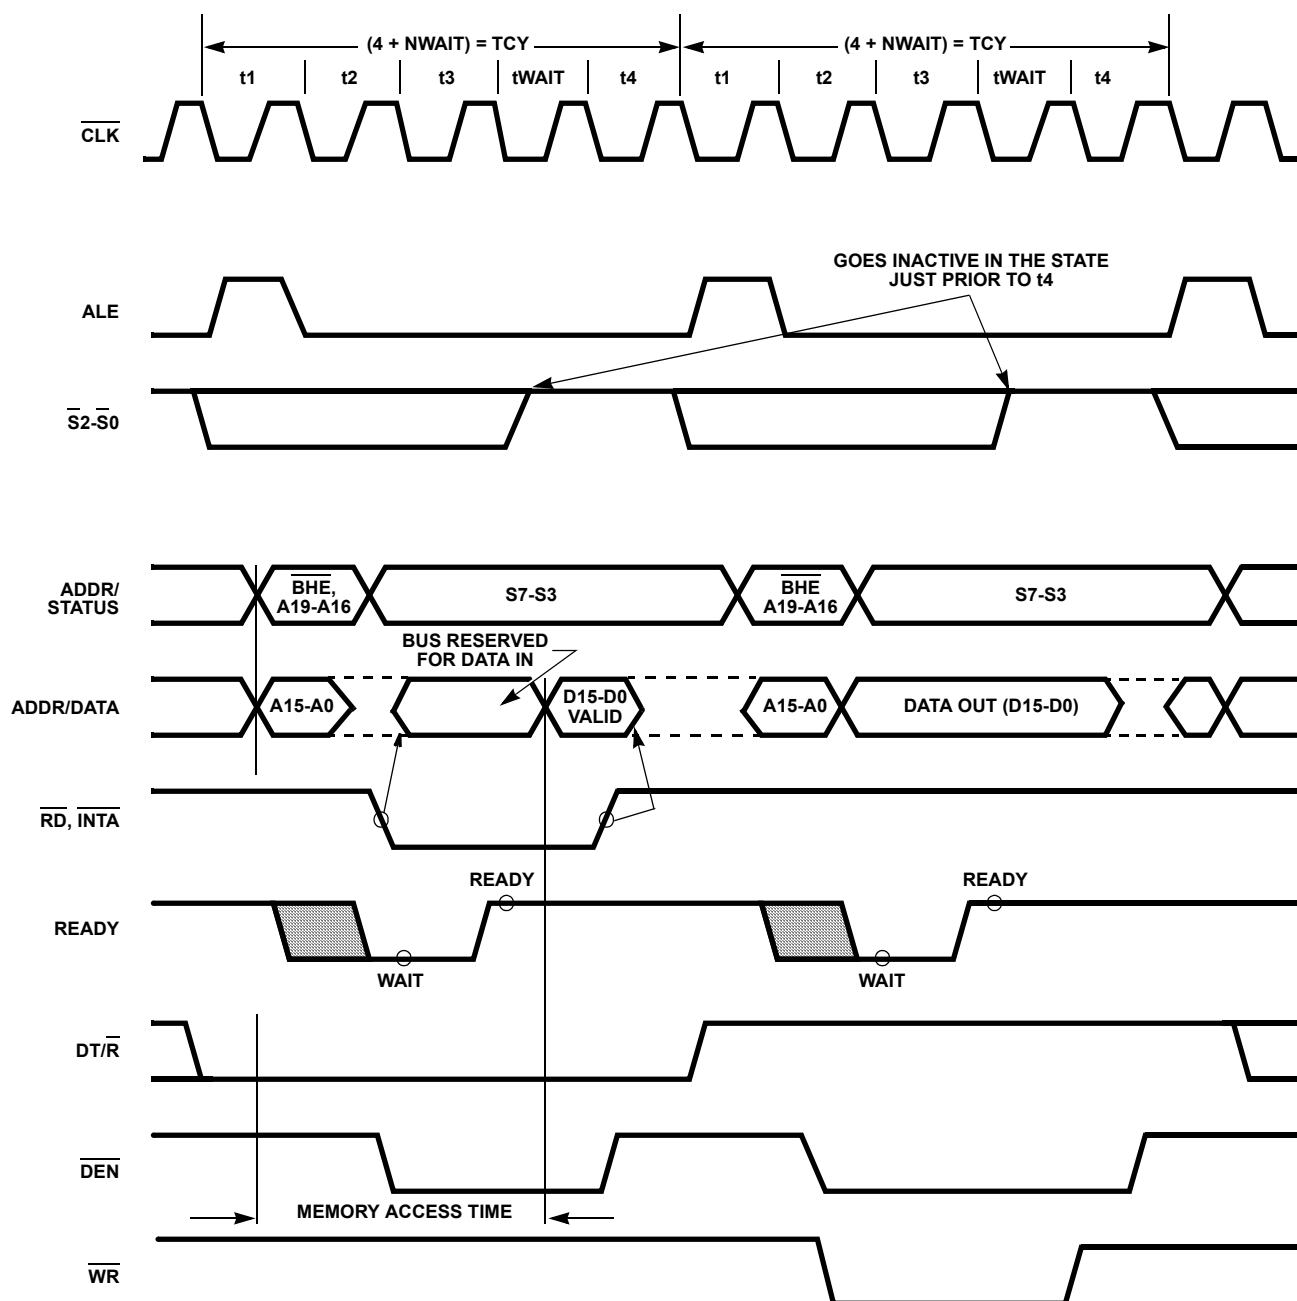 (4 + NWAIT) = TCY (4 + NWAIT) = TCY
t1 t2 t3 tWAIT t4 t1 t2 t3 tWAIT t4
CLK
GOES INACTIVE IN THE STATE
JUST PRIOR TO t4
ALE
S2-S0
ADDR/
STATUS
BHE,
A19-A16
S7-S3
BHE
A19-A16
S7-S3
BUS RESERVED
FOR DATA IN
ADDR/DATA
A15-A0
D15-D0
VALID
A15-A0
DATA OUT (D15-D0)
RD, INTA
READY READY
READY
WAIT WAIT
DT/R
DEN
MEMORY ACCESS TIME
WR